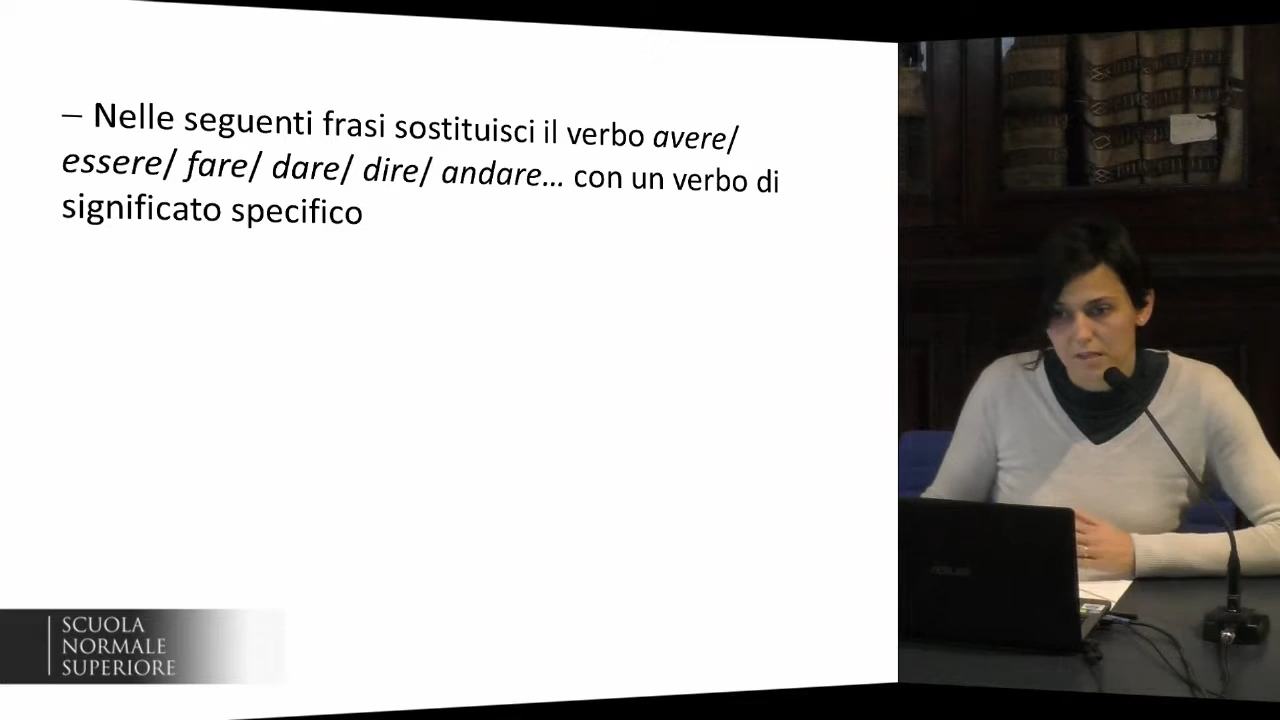 – Nelle seguenti frasi sostituisci il verbo avere/
essere/ fare/ dare/ dire/ andare... con un verbo di
significato specifico
SCUOLA
NORMALE
SUPERIORE
ASUS